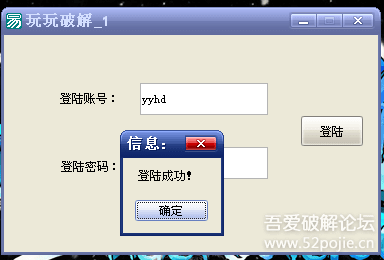 易 玩玩破解_1
登陆账号： yyhd
登陆
登陆密码：
信息：
登陆成功！
确定
吾爱破解论坛
www.52pojie.cn